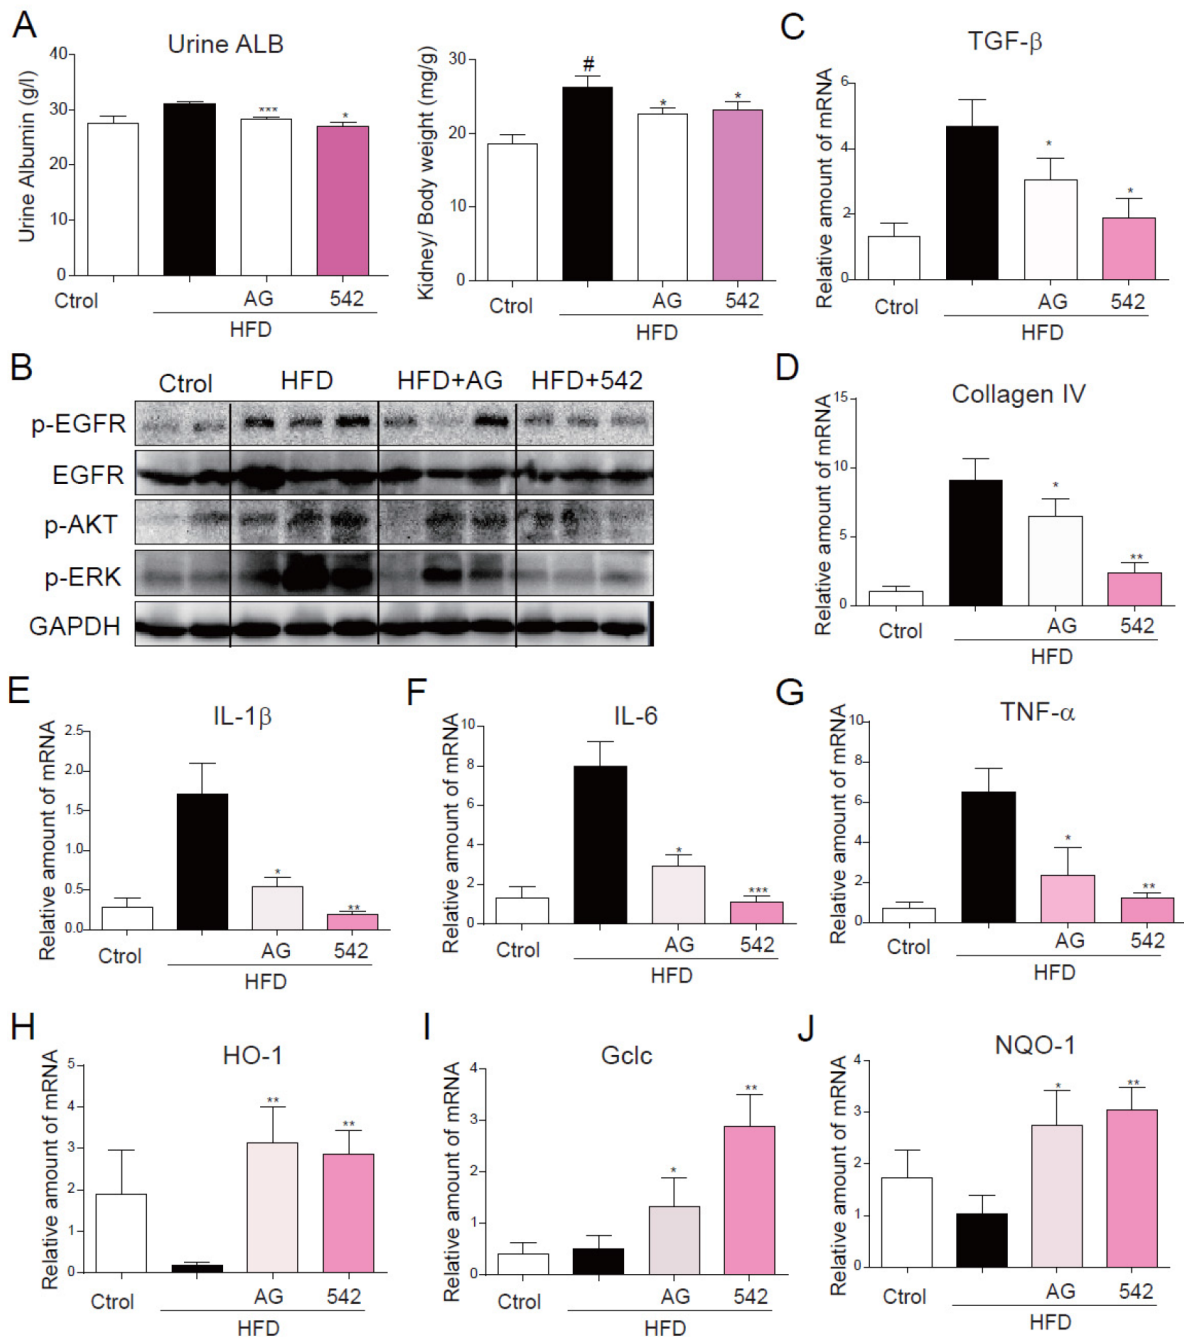 A
Urine ALB
Urine Albumin (g/l)
40
30
20
10
0
***
*
Ctrol
AG
542
HFD
Kidney/ Body weight (mg/g)
30
20
10
0
#
*
*
Ctrol
AG
542
HFD
C
TGF-β
Relative amount of mRNA
6
4
2
0
*
*
Ctrol
AG
542
HFD
B
Ctrol HFD HFD+AG HFD+542
p-EGFR
EGFR
p-AKT
p-ERK
GAPDH
D
Collagen IV
Relative amount of mRNA
15
10
5
0
*
**
Ctrol
AG
542
HFD
E
IL-1β
Relative amount of mRNA
2.5
2.0
1.5
1.0
0.5
0.0
*
**
Ctrol
AG
542
HFD
F
IL-6
Relative amount of mRNA
10
8
6
4
2
0
*
***
Ctrol
AG
542
HFD
G
TNF-α
Relative amount of mRNA
10
8
6
4
2
0
*
**
Ctrol
AG
542
HFD
H
HO-1
Relative amount of mRNA
5
4
3
2
1
0
**
**
Ctrol
AG
542
HFD
I
Gclc
Relative amount of mRNA
4
3
2
1
0
*
**
Ctrol
AG
542
HFD
J
NQO-1
Relative amount of mRNA
4
3
2
1
0
*
**
Ctrol
AG
542
HFD